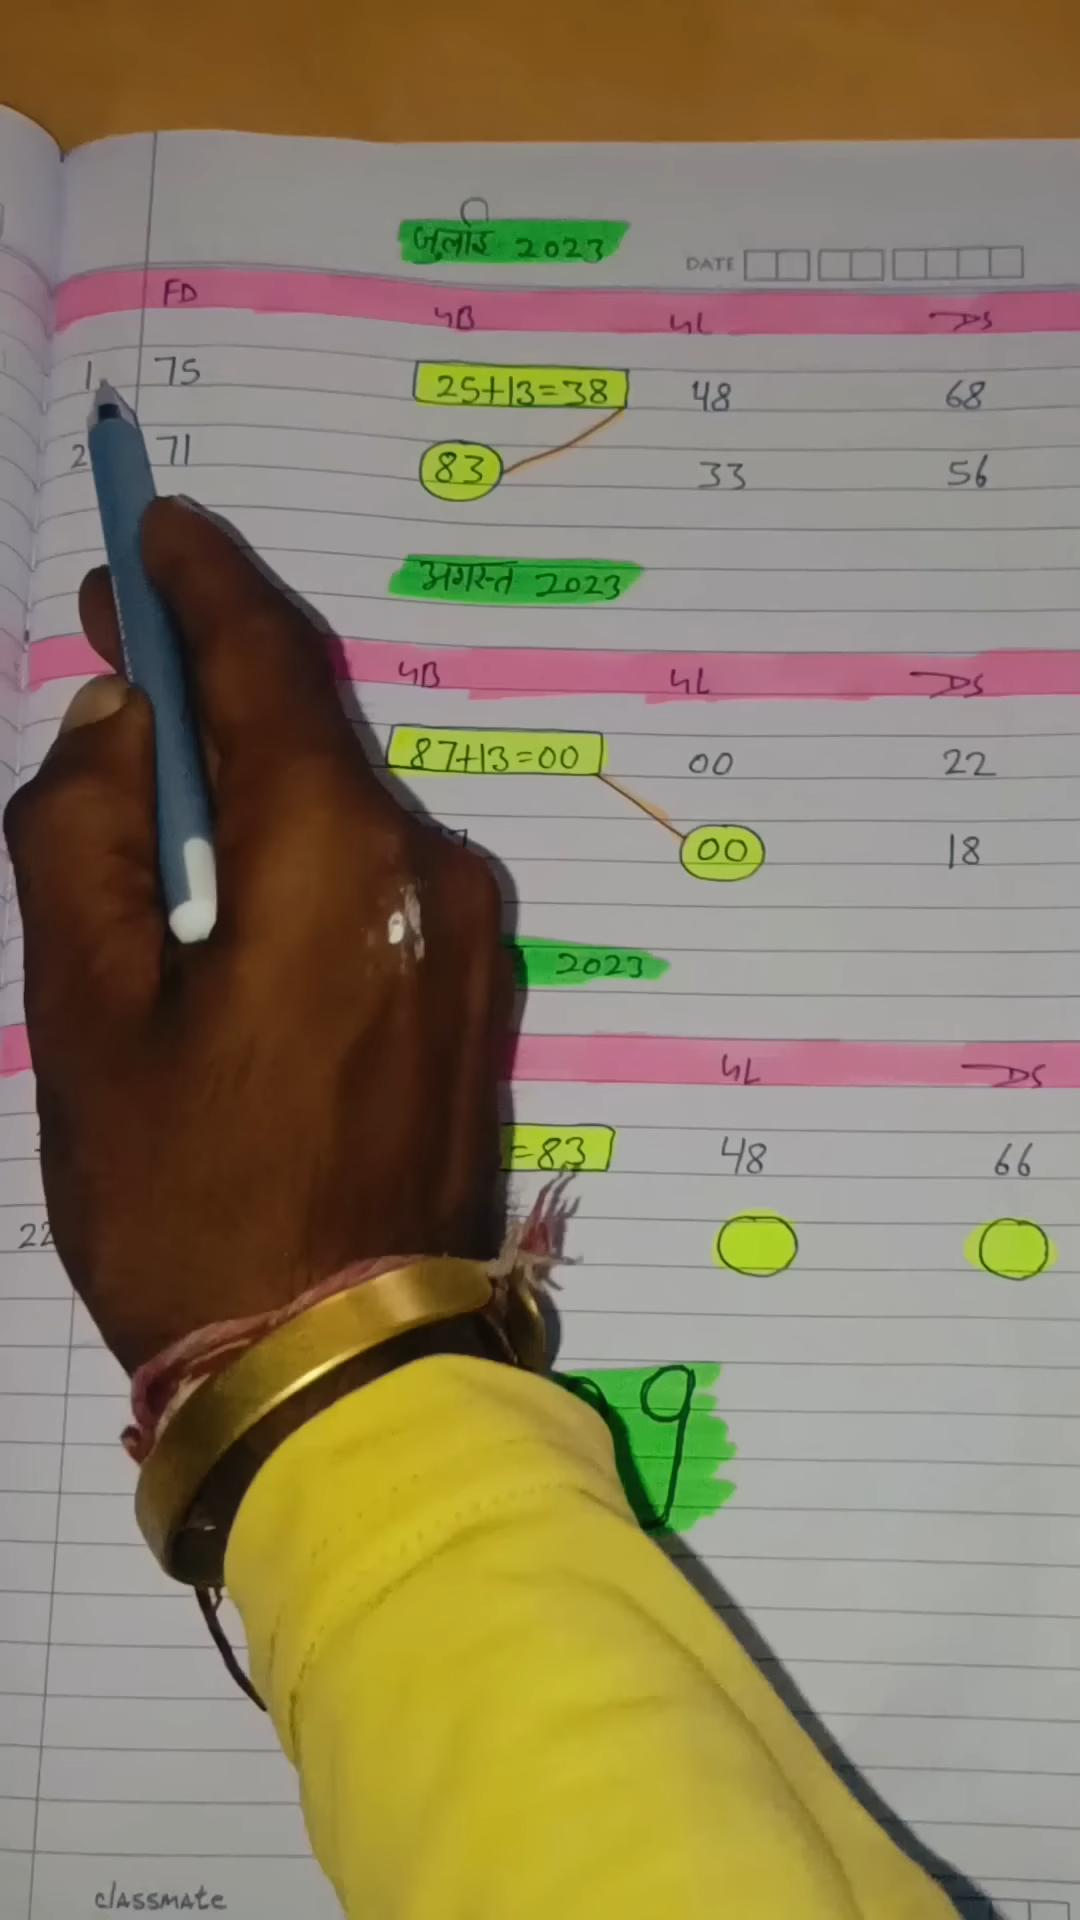 जूलाई 2023
DATE
FD GB GL DS
1 75 25+13=38 48 68
2 71 83 33 56
अगस्त 2023
GB GL DS
87+13=00 00 22
00 18
2023
GL DS
=83 48 66
22
9
classmate